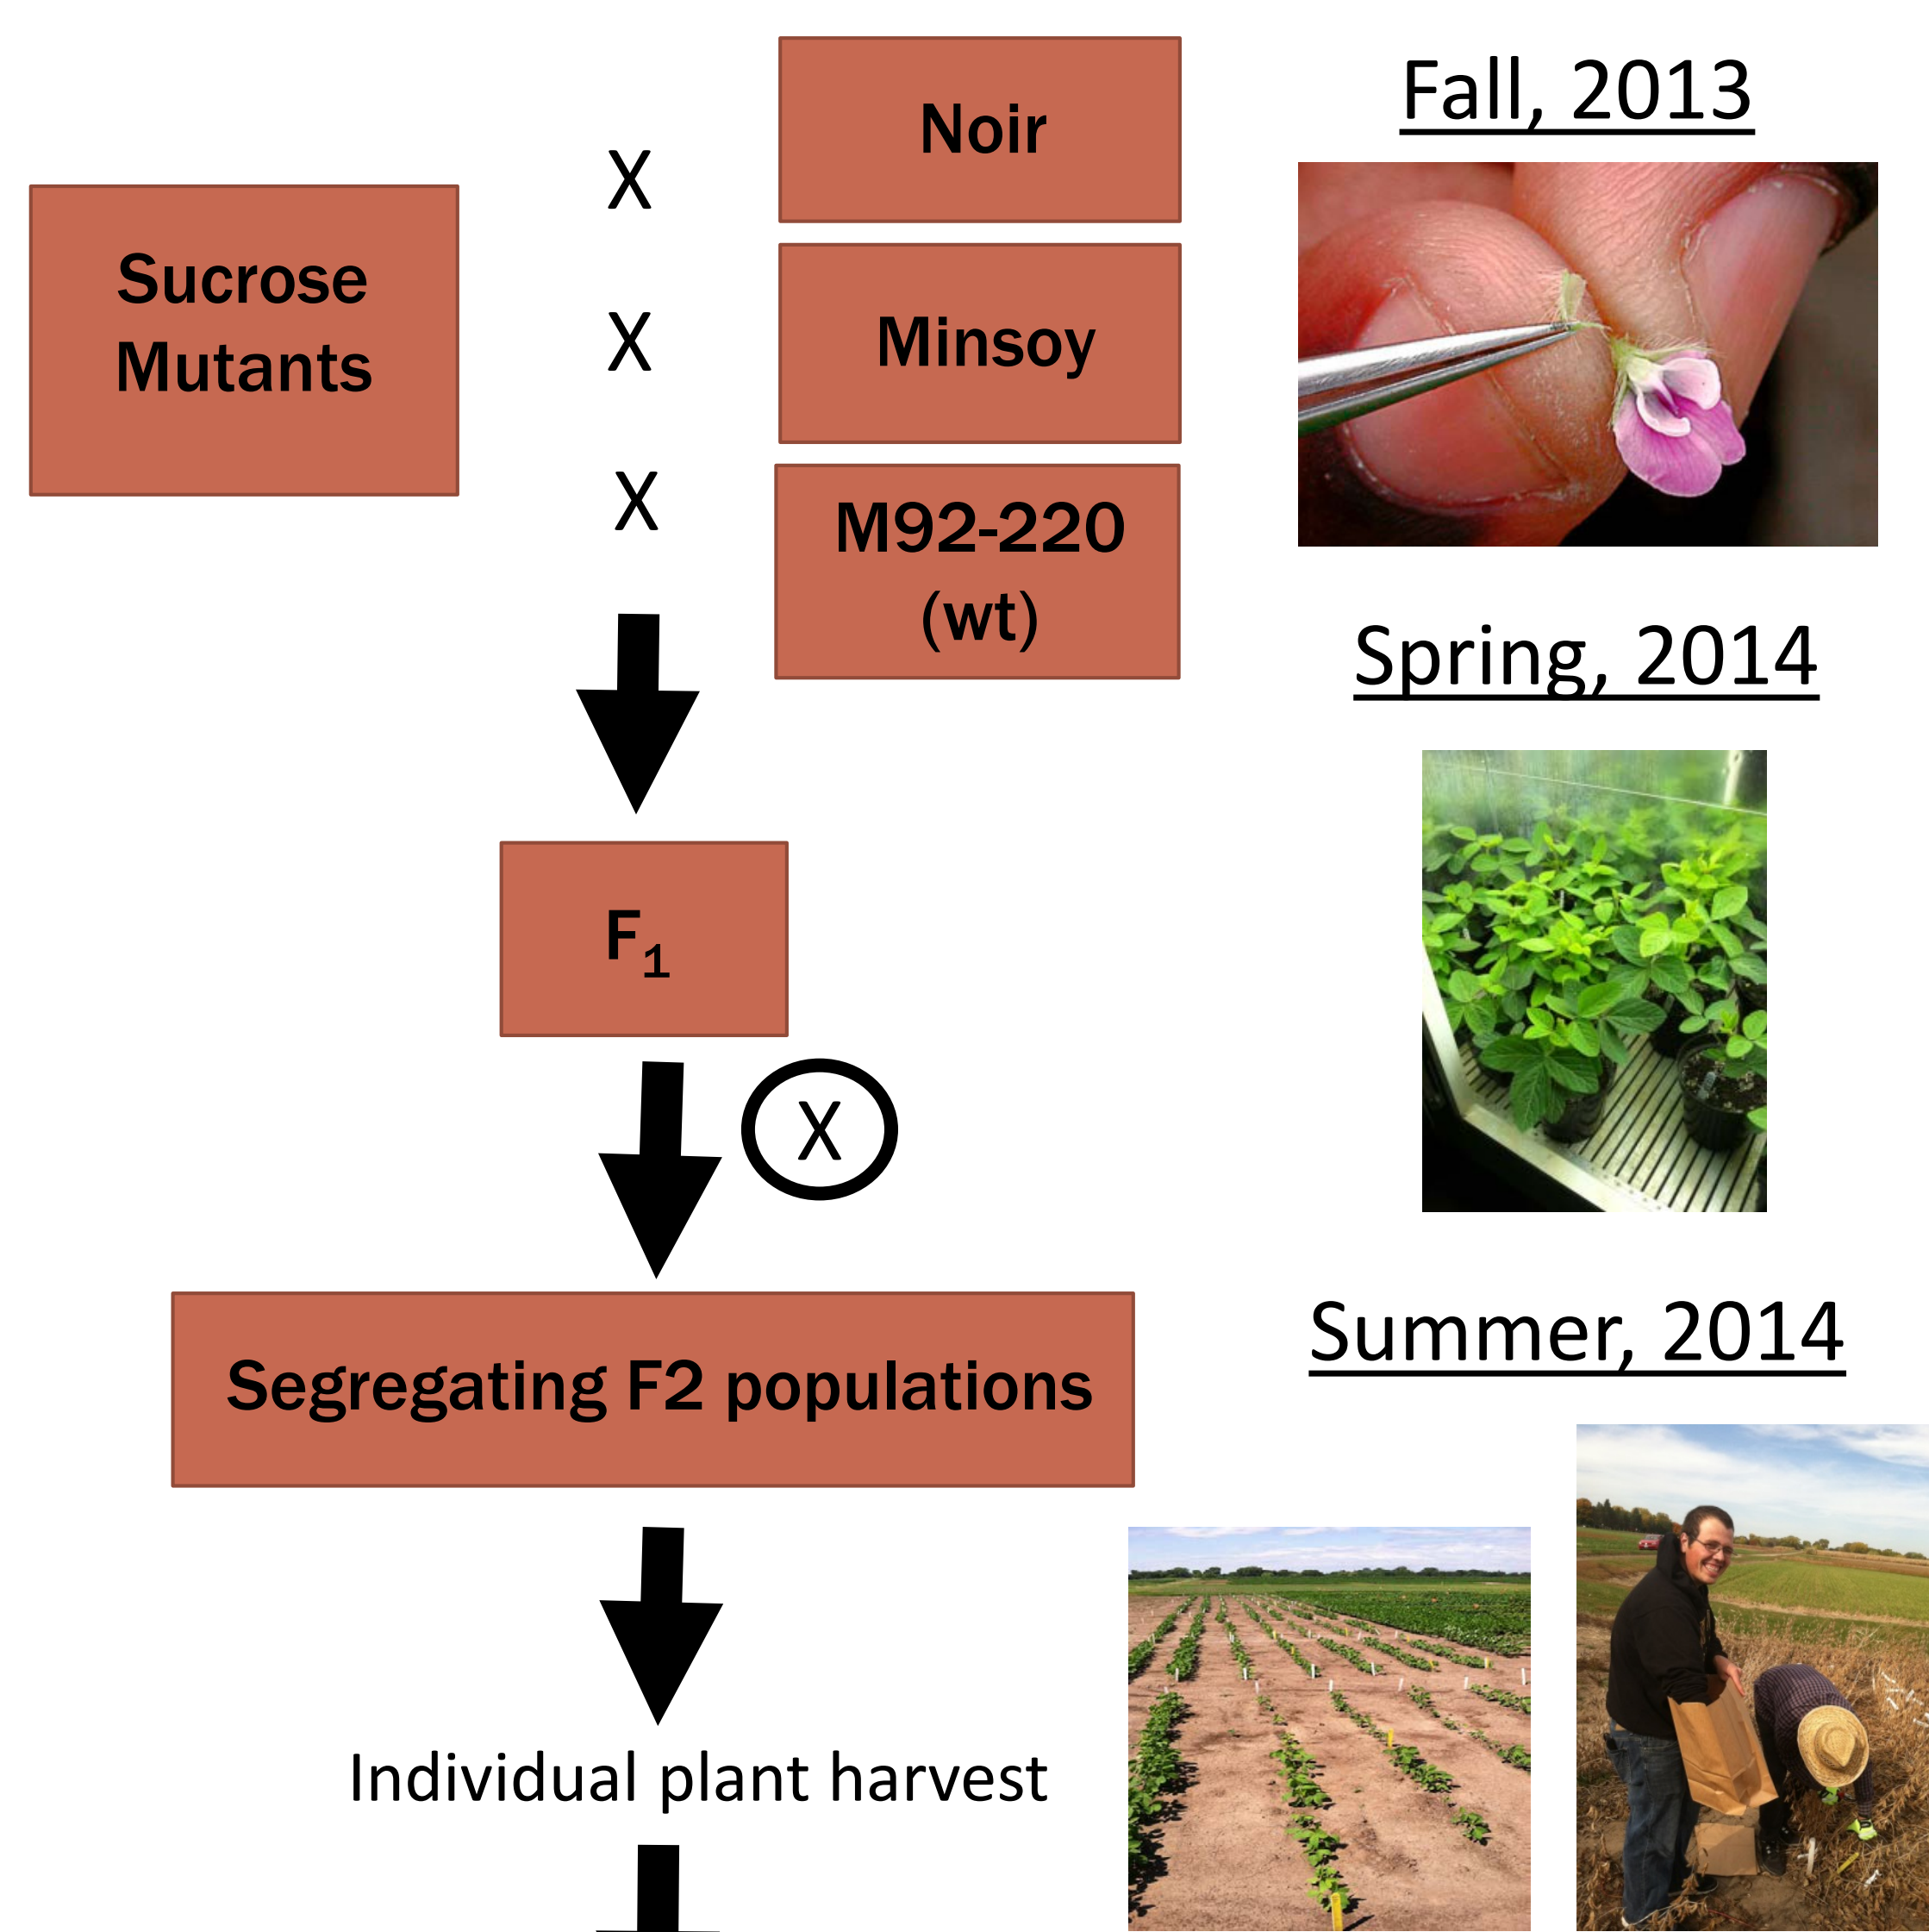 Noir
Fall, 2013
X
Sucrose
Mutants
X
Minsoy
X
M92-220
(wt)
Spring, 2014
F₁
X
Summer, 2014
Segregating F2 populations
Individual plant harvest